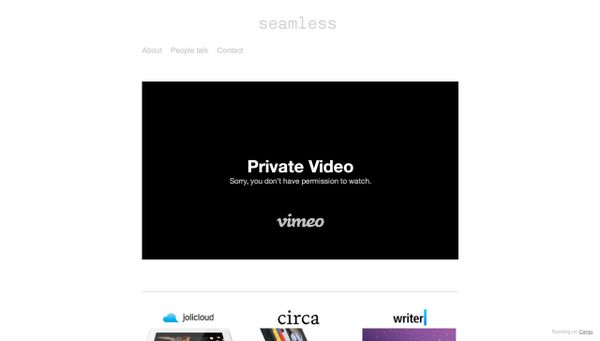 seamless
About People talk Contact
Private Video
Sorry, you don't have permission to watch.
vimeo
jolicloud circa writer
Running on Cargo